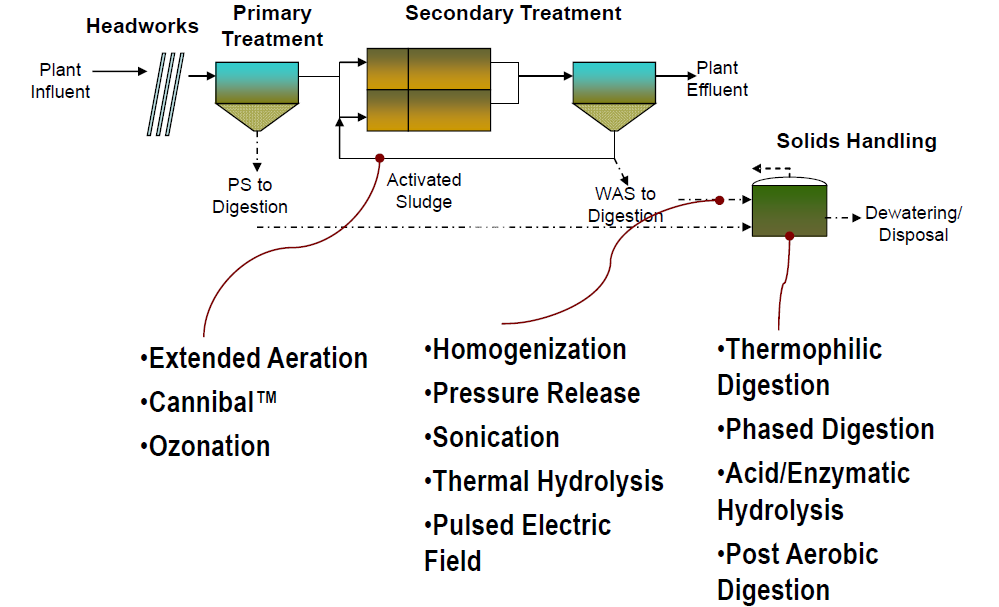 Headworks
Primary
Treatment
Secondary Treatment
Plant
Influent
Plant
Effluent
Solids Handling
PS to
Digestion
Activated
Sludge
WAS to
Digestion
Dewatering/
Disposal
•Extended Aeration
•Cannibal™
•Ozonation
•Homogenization
•Pressure Release
•Sonication
•Thermal Hydrolysis
•Pulsed Electric
Field
•Thermophilic
Digestion
•Phased Digestion
•Acid/Enzymatic
Hydrolysis
•Post Aerobic
Digestion